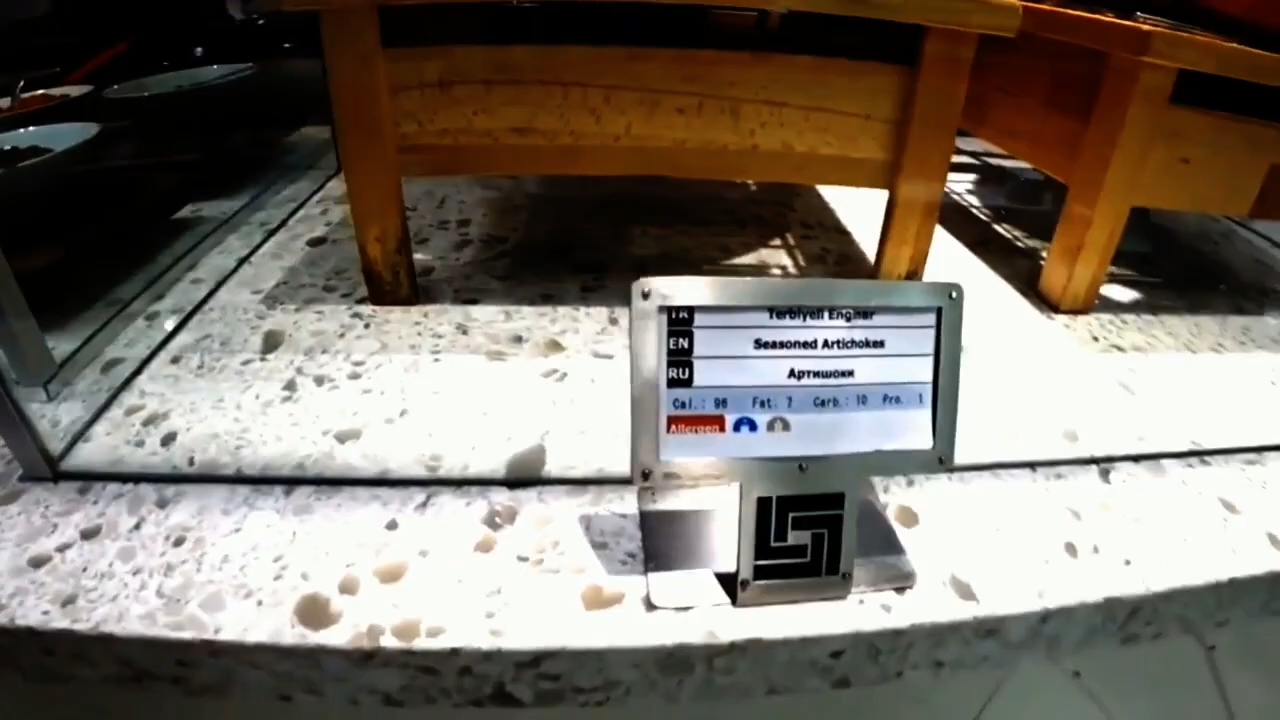 TR Terbiyeli Enginar
EN Seasoned Artichokes
RU Артишоки
Cal.: 96 Fat: 7 Carb.: 10 Pro. 1
Allergen